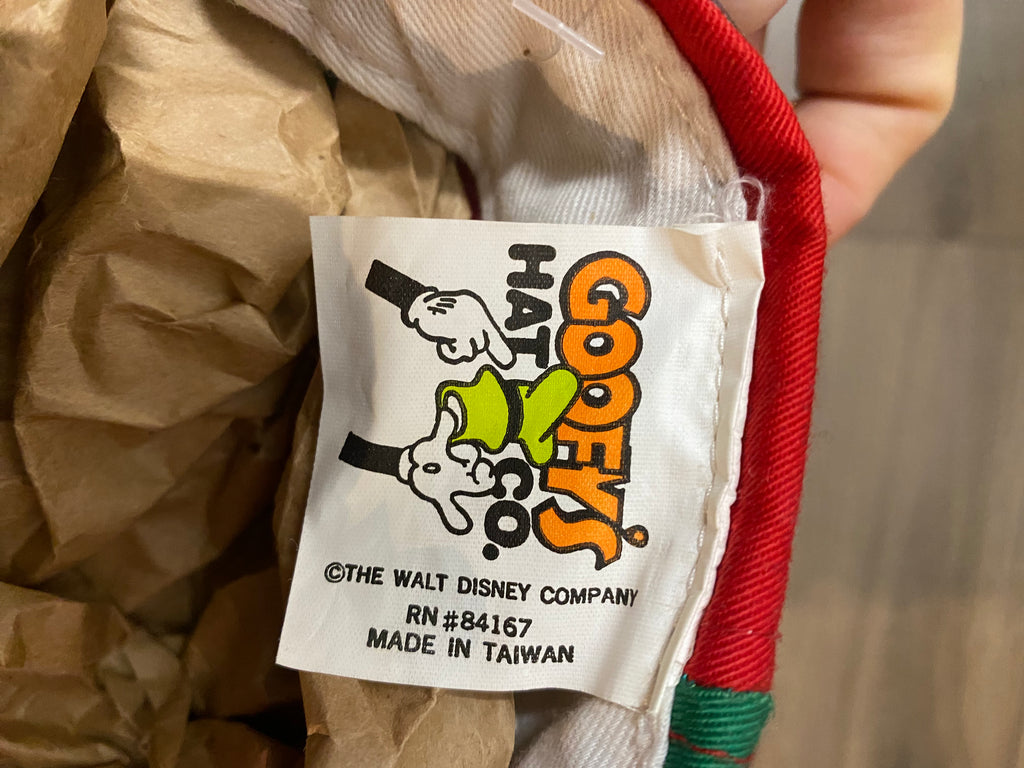 GOOFY'S
HAT CO.
©THE WALT DISNEY COMPANY
RN #84167
MADE IN TAIWAN